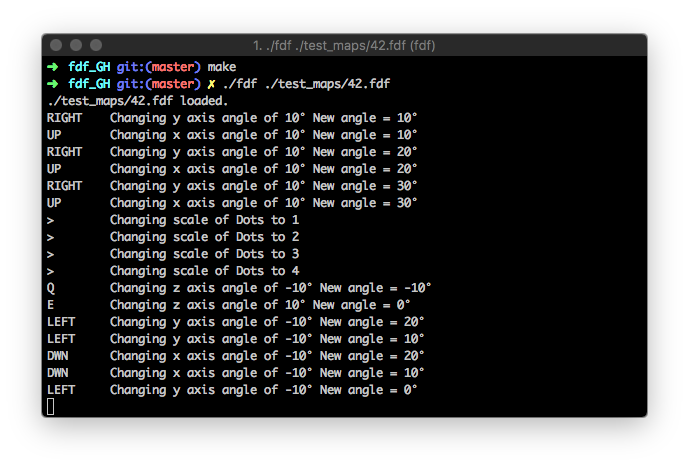 1. ./fdf ./test_maps/42.fdf (fdf)
➜ fdf_GH git:(master) make
➜ fdf_GH git:(master) ✗ ./fdf ./test_maps/42.fdf
./test_maps/42.fdf loaded.
RIGHT Changing y axis angle of 10° New angle = 10°
UP Changing x axis angle of 10° New angle = 10°
RIGHT Changing y axis angle of 10° New angle = 20°
UP Changing x axis angle of 10° New angle = 20°
RIGHT Changing y axis angle of 10° New angle = 30°
UP Changing x axis angle of 10° New angle = 30°
> Changing scale of Dots to 1
> Changing scale of Dots to 2
> Changing scale of Dots to 3
> Changing scale of Dots to 4
Q Changing z axis angle of -10° New angle = -10°
E Changing z axis angle of 10° New angle = 0°
LEFT Changing y axis angle of -10° New angle = 20°
LEFT Changing y axis angle of -10° New angle = 10°
DWN Changing x axis angle of -10° New angle = 20°
DWN Changing x axis angle of -10° New angle = 10°
LEFT Changing y axis angle of -10° New angle = 0°